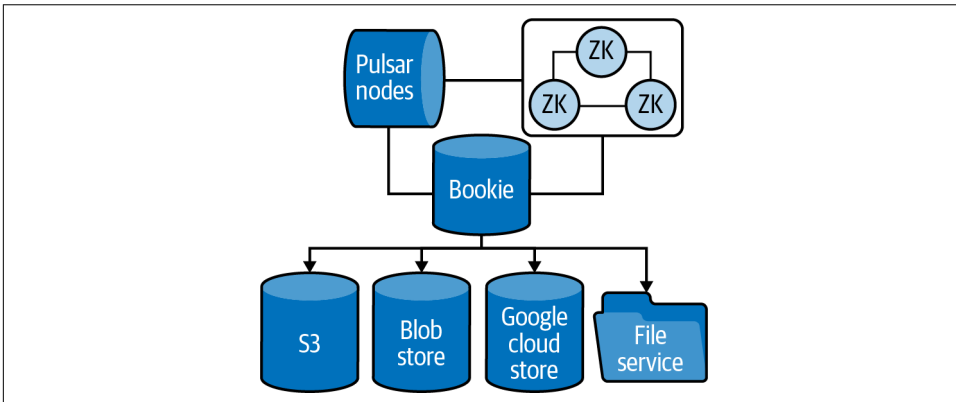 Pulsar
nodes
ZK
ZK
ZK
Bookie
S3
Blob
store
Google
cloud
store
File
service